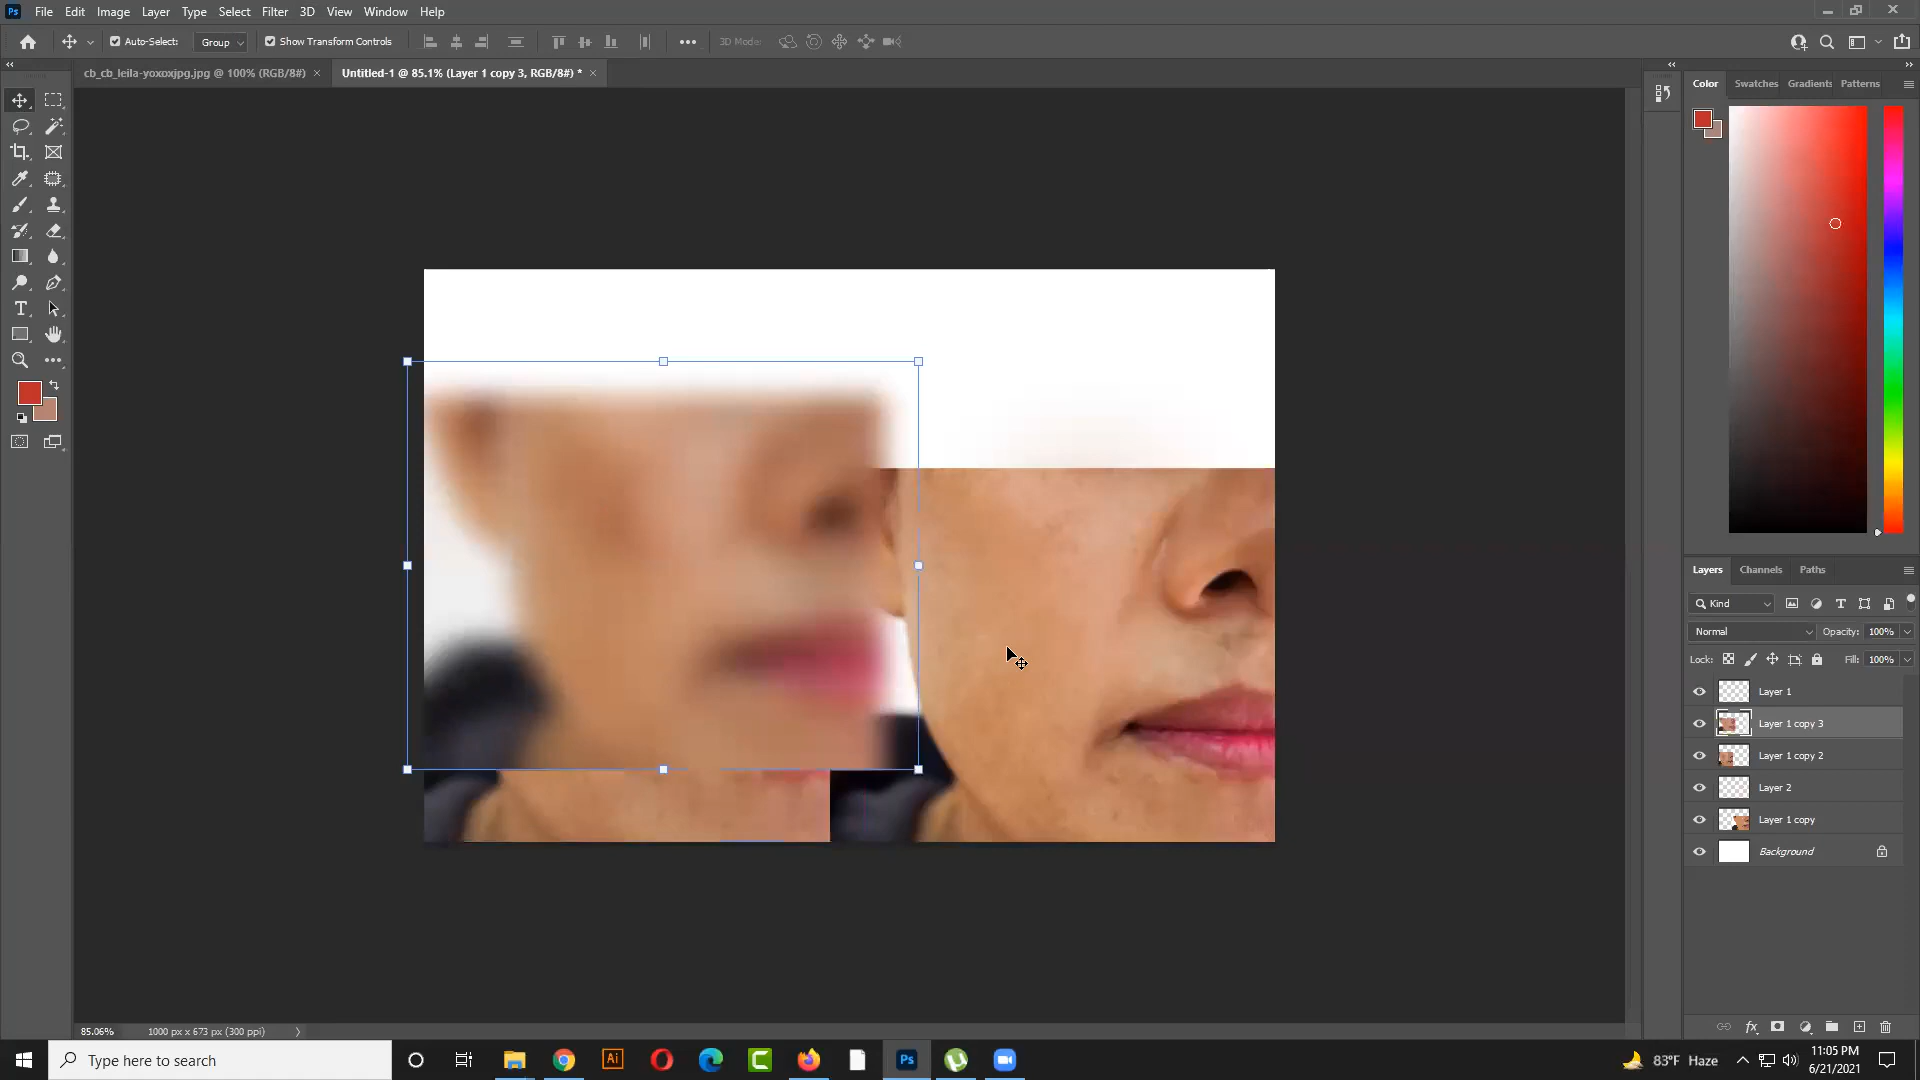 Ps File Edit Image Layer Type Select Filter 3D View Window Help
Auto-Select: Group Show Transform Controls 3D Mode:
cb_cb_leila-yoxoxjpg.jpg @ 100% (RGB/8#) × Untitled-1 @ 85.1% (Layer 1 copy 3, RGB/8#) * ×
Color Swatches Gradients Patterns
Layers Channels Paths
Kind
Normal Opacity: 100%
Lock: Fill: 100%
Layer 1
Layer 1 copy 3
Layer 1 copy 2
Layer 2
Layer 1 copy
Background
85.06% 1000 px x 673 px (300 ppi)
Type here to search
Ai
Ps
83°F Haze
11:05 PM
6/21/2021